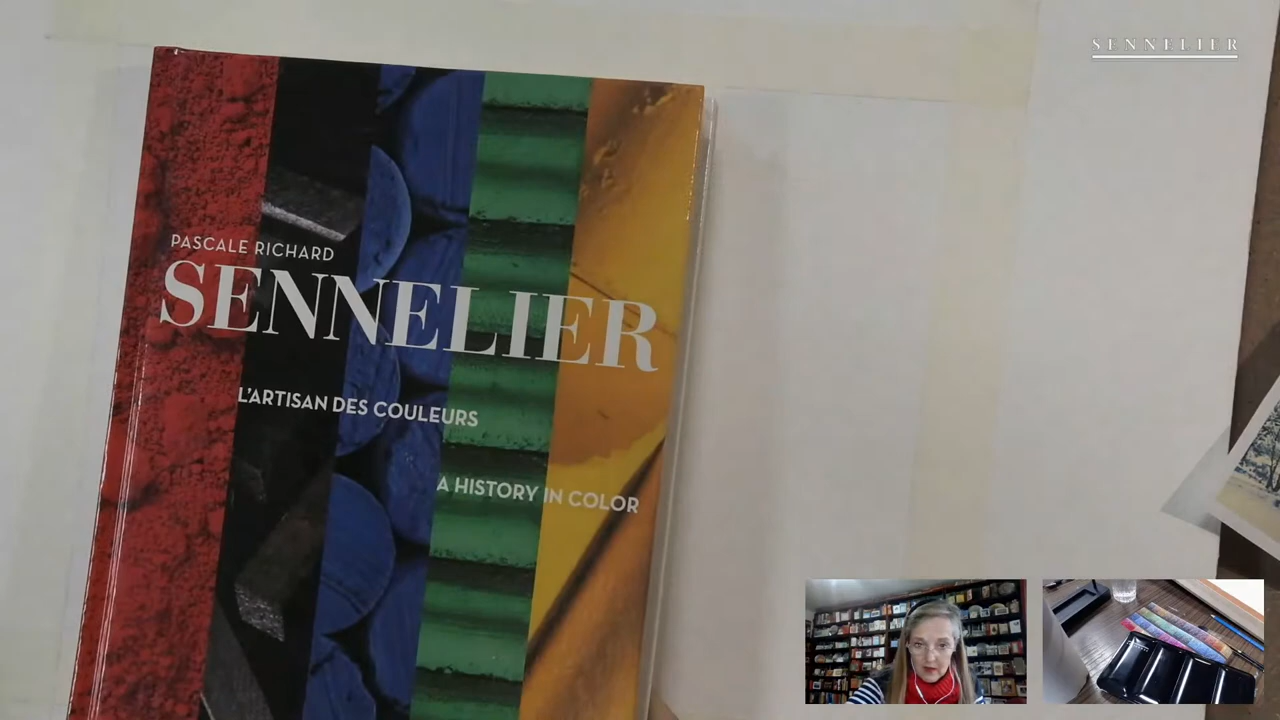 SENNELIER
PASCALE RICHARD
SENNELIER
L'ARTISAN DES COULEURS
A HISTORY IN COLOR